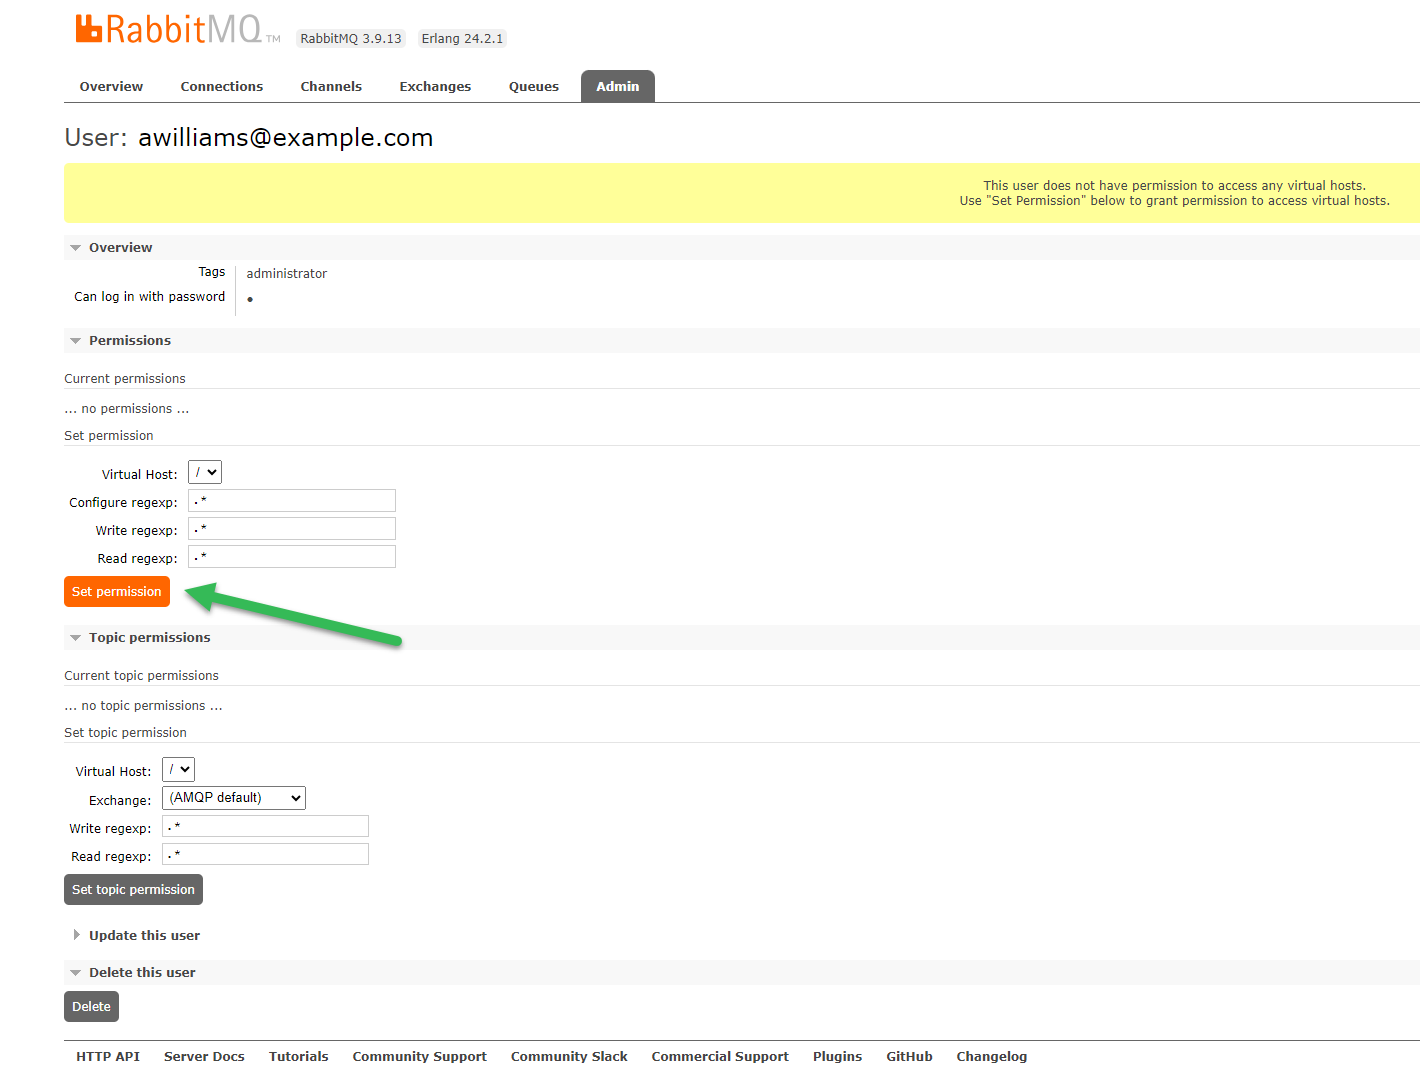 RabbitMQ TM RabbitMQ 3.9.13 Erlang 24.2.1
Overview Connections Channels Exchanges Queues Admin
User: awilliams@example.com
This user does not have permission to access any virtual hosts.
Use "Set Permission" below to grant permission to access virtual hosts.
Overview
Tags administrator
Can log in with password ●
Permissions
Current permissions
... no permissions ...
Set permission
Virtual Host: /
Configure regexp: .*
Write regexp: .*
Read regexp: .*
Set permission
Topic permissions
Current topic permissions
... no topic permissions ...
Set topic permission
Virtual Host: /
Exchange: (AMQP default)
Write regexp: .*
Read regexp: .*
Set topic permission
Update this user
Delete this user
Delete
HTTP API Server Docs Tutorials Community Support Community Slack Commercial Support Plugins GitHub Changelog